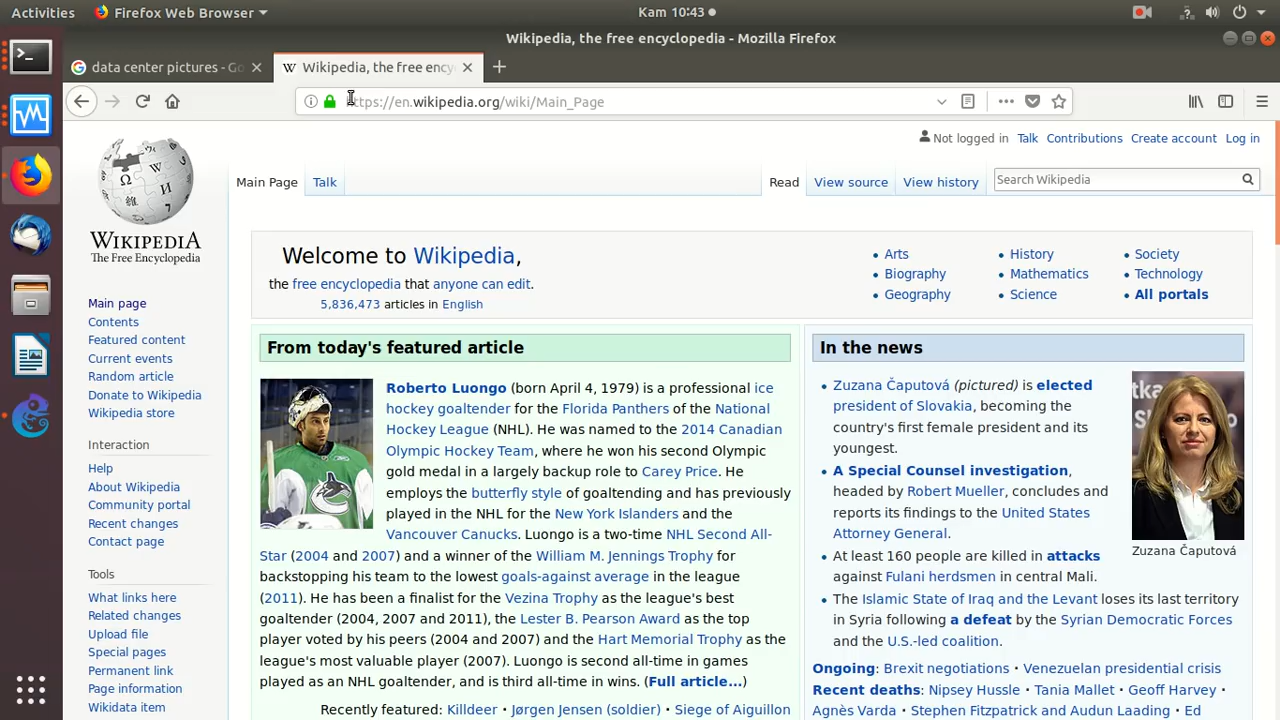 Activities
Firefox Web Browser
Kam 10:43
Wikipedia, the free encyclopedia - Mozilla Firefox
data center pictures - Go
Wikipedia, the free ency
ttps://en.wikipedia.org/wiki/Main_Page
Not logged in Talk Contributions Create account Log in
Main Page Talk Read View source View history Search Wikipedia
WIKIPEDIA
The Free Encyclopedia
Main page
Contents
Featured content
Current events
Random article
Donate to Wikipedia
Wikipedia store
Interaction
Help
About Wikipedia
Community portal
Recent changes
Contact page
Tools
What links here
Related changes
Upload file
Special pages
Permanent link
Page information
Wikidata item
Welcome to Wikipedia,
the free encyclopedia that anyone can edit.
5,836,473 articles in English
Arts
Biography
Geography
History
Mathematics
Science
Society
Technology
All portals
From today's featured article
Roberto Luongo (born April 4, 1979) is a professional ice
hockey goaltender for the Florida Panthers of the National
Hockey League (NHL). He was named to the 2014 Canadian
Olympic Hockey Team, where he won his second Olympic
gold medal in a largely backup role to Carey Price. He
employs the butterfly style of goaltending and has previously
played in the NHL for the New York Islanders and the
Vancouver Canucks. Luongo is a two-time NHL Second All-
Star (2004 and 2007) and a winner of the William M. Jennings Trophy for
backstopping his team to the lowest goals-against average in the league
(2011). He has been a finalist for the Vezina Trophy as the league's best
goaltender (2004, 2007 and 2011), the Lester B. Pearson Award as the top
player voted by his peers (2004 and 2007) and the Hart Memorial Trophy as the
league's most valuable player (2007). Luongo is second all-time in games
played as an NHL goaltender, and is third all-time in wins. (Full article...)
Recently featured: Killdeer · Jørgen Jensen (soldier) · Siege of Aiguillon
In the news
Zuzana Čaputová (pictured) is elected
president of Slovakia, becoming the
country's first female president and its
youngest.
A Special Counsel investigation,
headed by Robert Mueller, concludes and
reports its findings to the United States
Attorney General.
Zuzana Čaputová
At least 160 people are killed in attacks
against Fulani herdsmen in central Mali.
The Islamic State of Iraq and the Levant loses its last territory
in Syria following a defeat by the Syrian Democratic Forces
and the U.S.-led coalition.
Ongoing: Brexit negotiations · Venezuelan presidential crisis
Recent deaths: Nipsey Hussle · Tania Mallet · Geoff Harvey ·
Agnès Varda · Stephen Fitzpatrick and Audun Laading · Ed